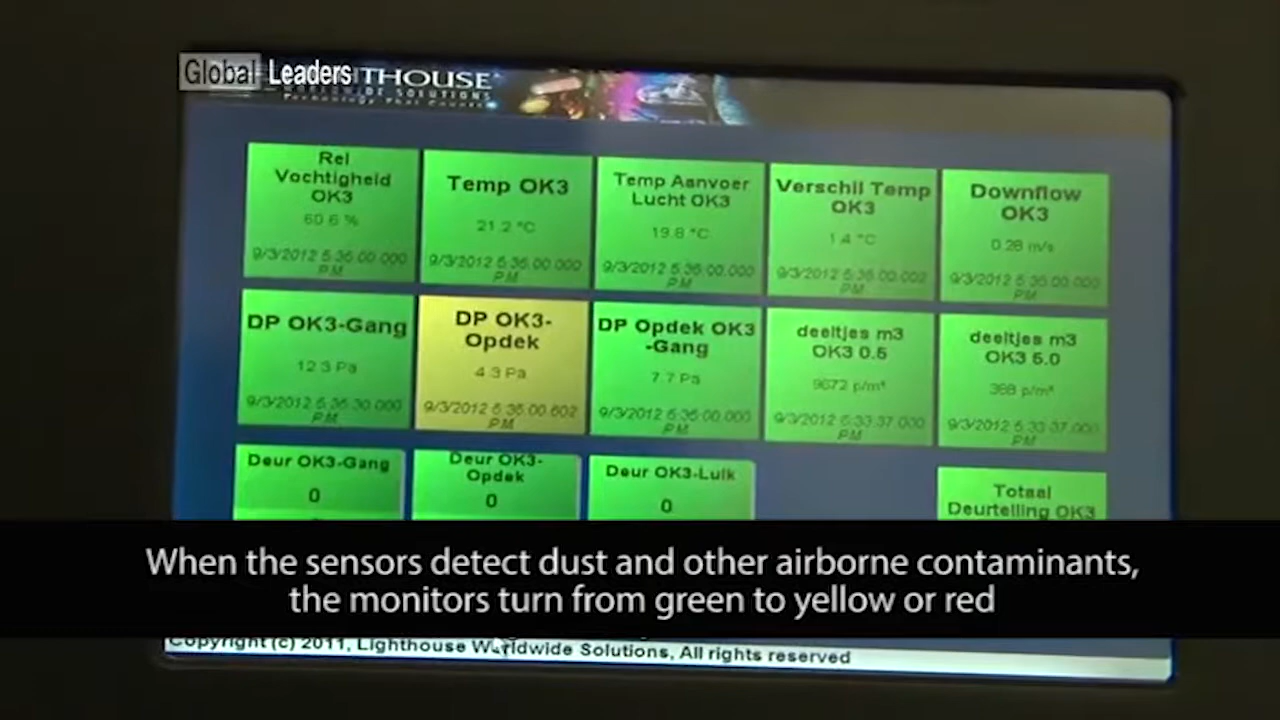 Global Leaders
THOUSE
Rel
Vochtigheid
OK3
60.6 %
9/3/2012 5:36:00.000
PM
Temp OK3
21.2 °C
9/3/2012 5:36:00.000
PM
Temp Aanvoer
Lucht OK3
19.8 °C
9/3/2012 5:36:00.000
PM
Verschil Temp
OK3
1.4 °C
9/3/2012 5:36:00.002
PM
Downflow
OK3
0.28 m/s
9/3/2012 5:36:00.000
PM
DP OK3-Gang
12.3 Pa
9/3/2012 5:35:30.000
PM
DP OK3-
Opdek
4.3 Pa
9/3/2012 5:36:00.602
PM
DP Opdek OK3
-Gang
7.7 Pa
9/3/2012 5:36:00.000
PM
deeltjes m3
OK3 0.5
9672 p/m³
9/3/2012 5:33:37.000
PM
deeltjes m3
OK3 5.0
388 p/m³
9/3/2012 5:33:37.000
PM
Deur OK3-Gang
0
Deur OK3-
Opdek
0
Deur OK3-Luik
0
Totaal
Deurtelling OK3
When the sensors detect dust and other airborne contaminants,
the monitors turn from green to yellow or red
Copyright (c) 2011, Lighthouse Worldwide Solutions, All rights reserved